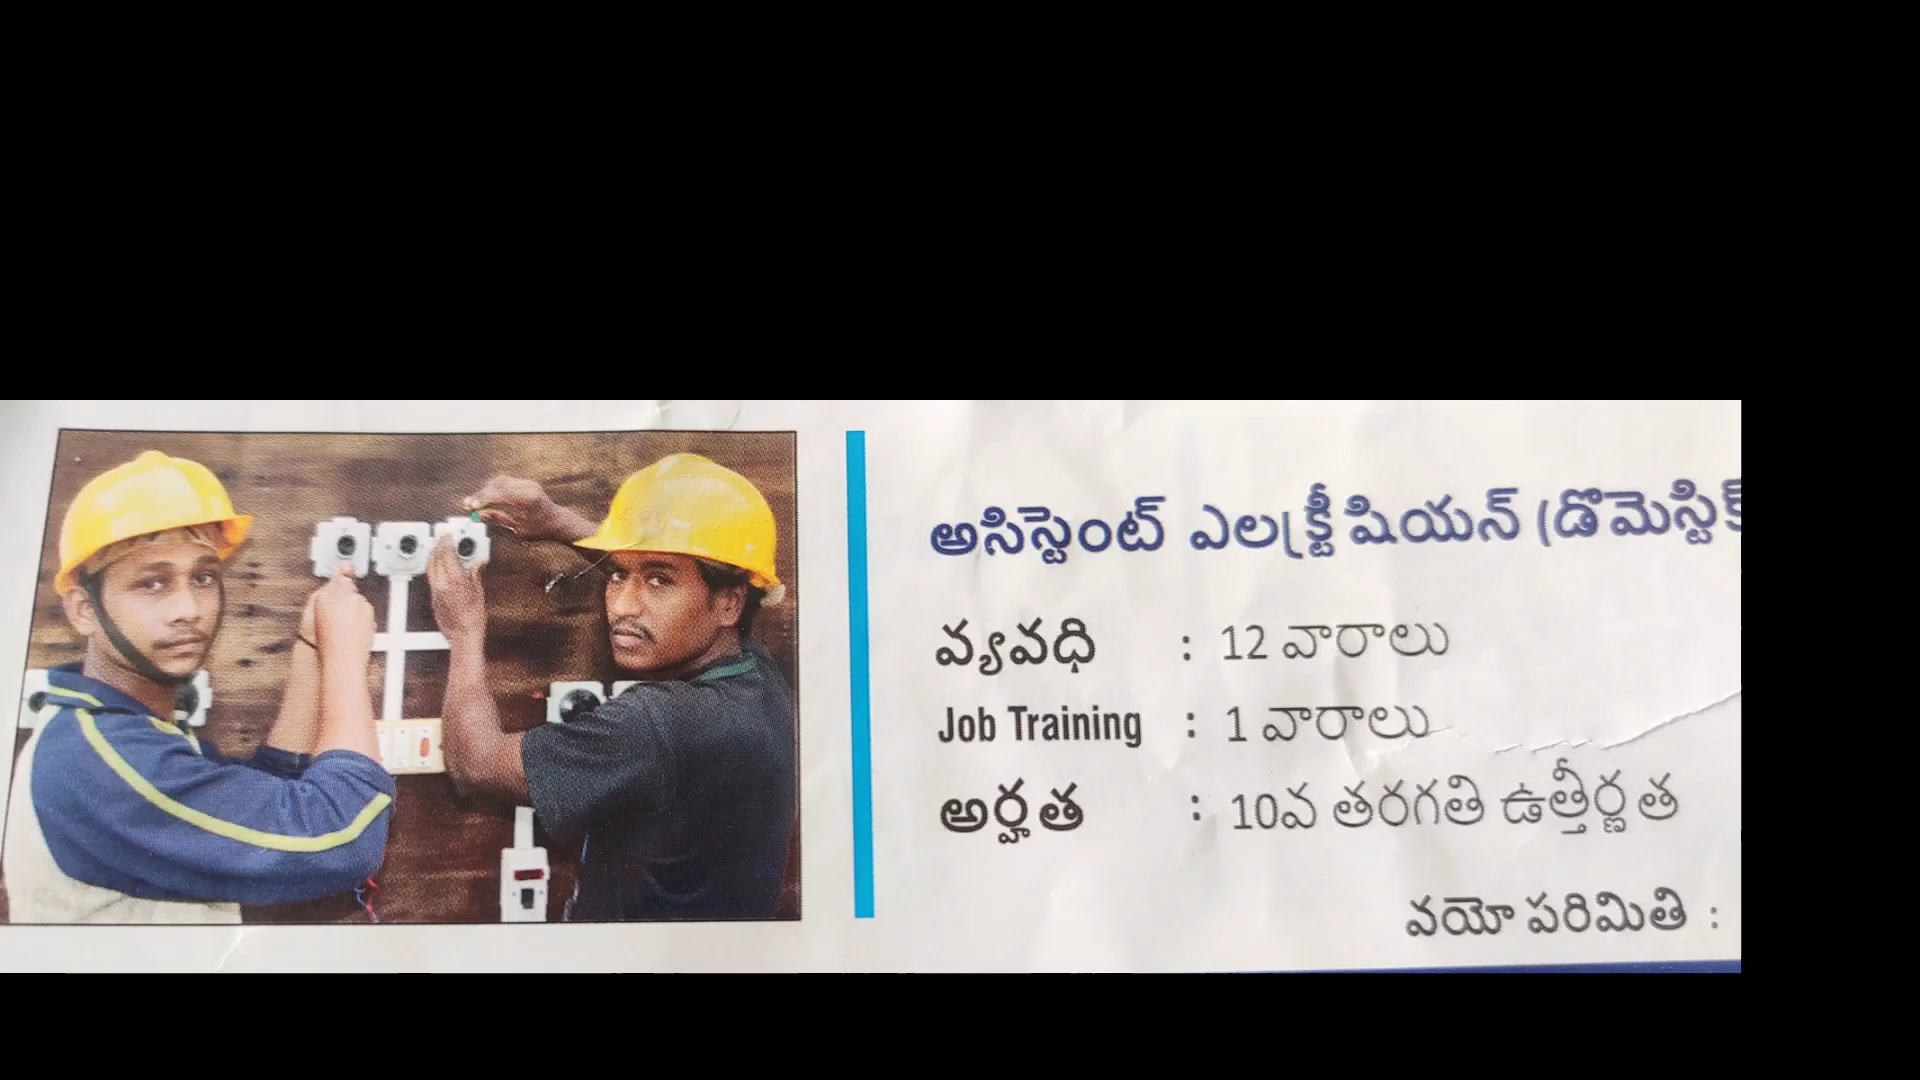 అసిస్టెంట్ ఎలక్ట్రీషియన్ (డొమెస్టిక్
వ్యవధి : 12 వారాలు
Job Training : 1 వారాలు
అర్హత : 10వ తరగతి ఉత్తీర్ణత
వయో పరిమితి :